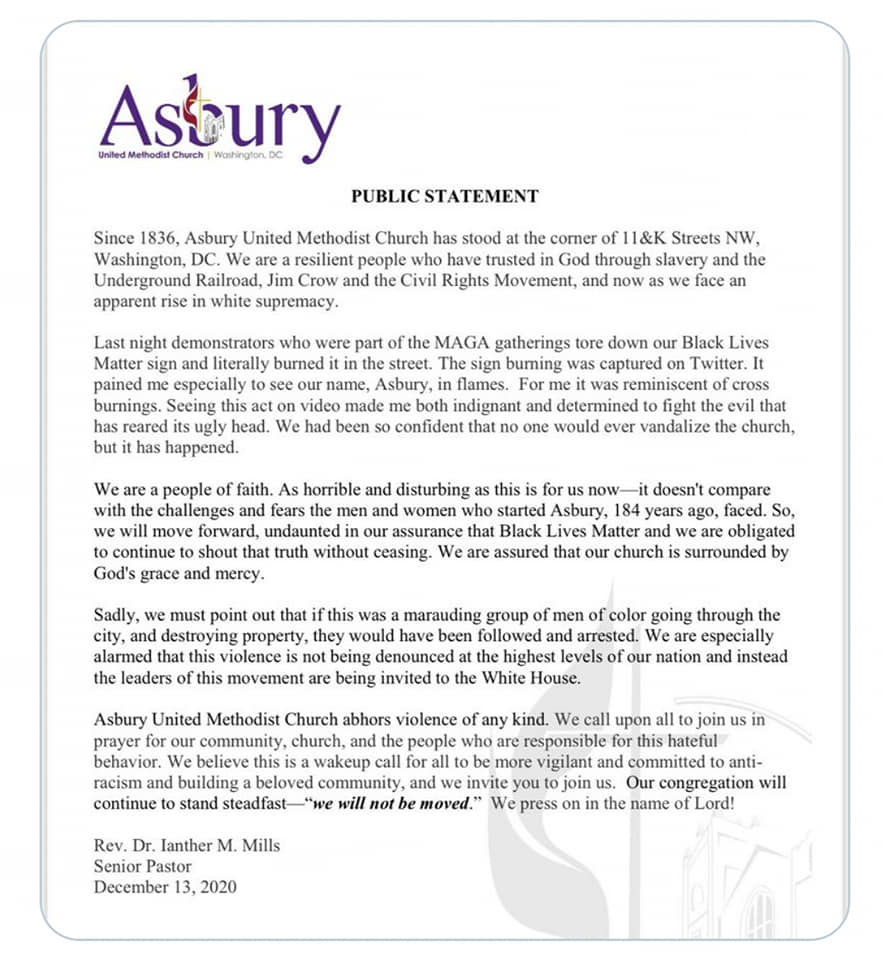 Asbury
United Methodist Church | Washington, DC
PUBLIC STATEMENT
Since 1836, Asbury United Methodist Church has stood at the corner of 11&K Streets NW,
Washington, DC. We are a resilient people who have trusted in God through slavery and the
Underground Railroad, Jim Crow and the Civil Rights Movement, and now as we face an
apparent rise in white supremacy.
Last night demonstrators who were part of the MAGA gatherings tore down our Black Lives
Matter sign and literally burned it in the street. The sign burning was captured on Twitter. It
pained me especially to see our name, Asbury, in flames.  For me it was reminiscent of cross
burnings. Seeing this act on video made me both indignant and determined to fight the evil that
has reared its ugly head. We had been so confident that no one would ever vandalize the church,
but it has happened.
We are a people of faith. As horrible and disturbing as this is for us now—it doesn't compare
with the challenges and fears the men and women who started Asbury, 184 years ago, faced. So,
we will move forward, undaunted in our assurance that Black Lives Matter and we are obligated
to continue to shout that truth without ceasing. We are assured that our church is surrounded by
God's grace and mercy.
Sadly, we must point out that if this was a marauding group of men of color going through the
city, and destroying property, they would have been followed and arrested. We are especially
alarmed that this violence is not being denounced at the highest levels of our nation and instead
the leaders of this movement are being invited to the White House.
Asbury United Methodist Church abhors violence of any kind. We call upon all to join us in
prayer for our community, church, and the people who are responsible for this hateful
behavior. We believe this is a wakeup call for all to be more vigilant and committed to anti-
racism and building a beloved community, and we invite you to join us.  Our congregation will
continue to stand steadfast—“we will not be moved.”  We press on in the name of Lord!
Rev. Dr. Ianther M. Mills
Senior Pastor
December 13, 2020